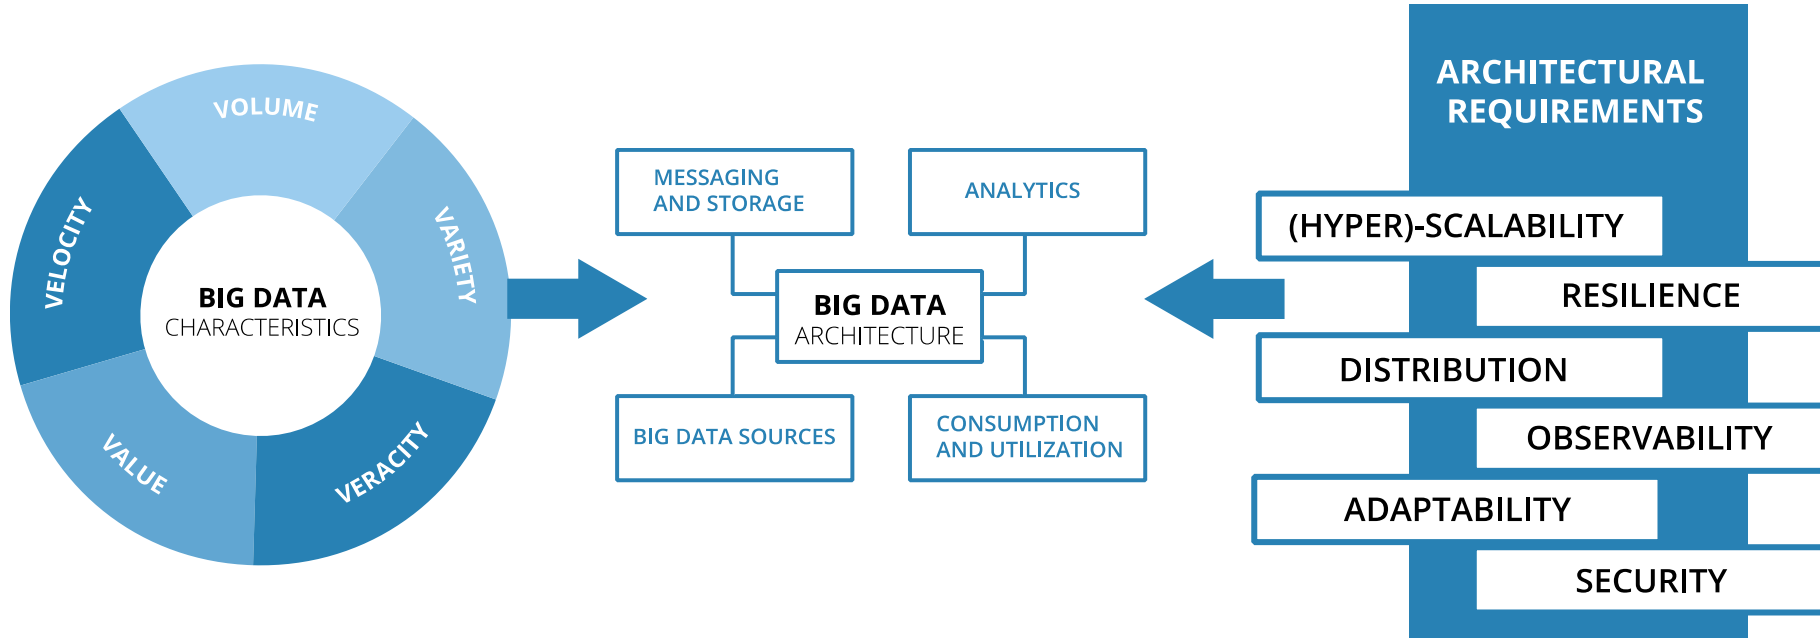 VOLUME
VARIETY
VERACITY
VALUE
VELOCITY
BIG DATA
CHARACTERISTICS
MESSAGING
AND STORAGE
ANALYTICS
BIG DATA
ARCHITECTURE
BIG DATA SOURCES
CONSUMPTION
AND UTILIZATION
ARCHITECTURAL
REQUIREMENTS
(HYPER)-SCALABILITY
RESILIENCE
DISTRIBUTION
OBSERVABILITY
ADAPTABILITY
SECURITY